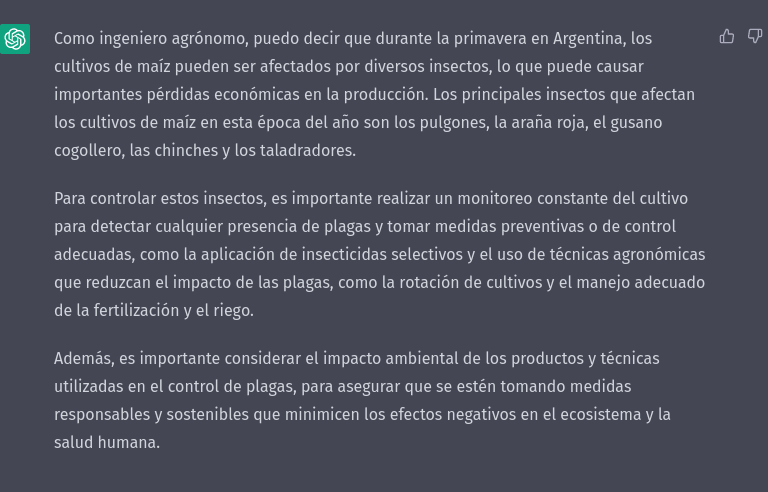 Como ingeniero agrónomo, puedo decir que durante la primavera en Argentina, los
cultivos de maíz pueden ser afectados por diversos insectos, lo que puede causar
importantes pérdidas económicas en la producción. Los principales insectos que afectan
los cultivos de maíz en esta época del año son los pulgones, la araña roja, el gusano
cogollero, las chinches y los taladradores.
Para controlar estos insectos, es importante realizar un monitoreo constante del cultivo
para detectar cualquier presencia de plagas y tomar medidas preventivas o de control
adecuadas, como la aplicación de insecticidas selectivos y el uso de técnicas agronómicas
que reduzcan el impacto de las plagas, como la rotación de cultivos y el manejo adecuado
de la fertilización y el riego.
Además, es importante considerar el impacto ambiental de los productos y técnicas
utilizadas en el control de plagas, para asegurar que se estén tomando medidas
responsables y sostenibles que minimicen los efectos negativos en el ecosistema y la
salud humana.